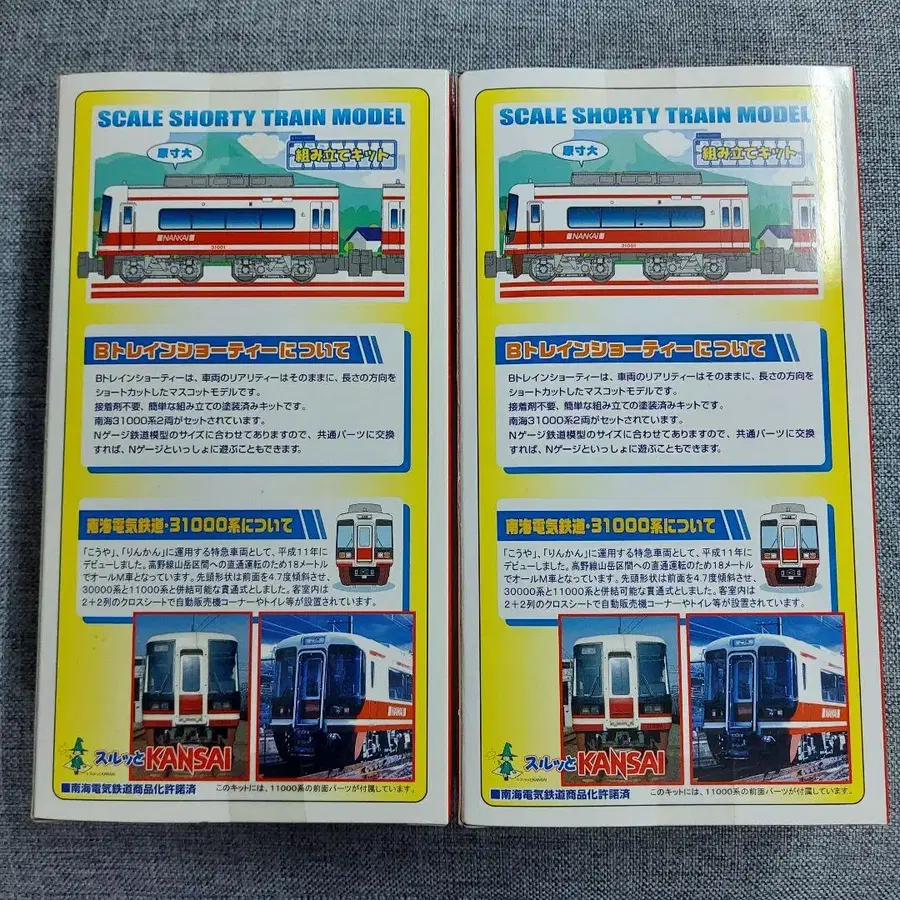 SCALE SHORTY TRAIN MODEL
原寸大
組み立てキット
NANKAI
31001
Bトレインショーティーについて
Bトレインショーティーは、車両のリアリティーはそのままに、長さの方向を
ショートカットしたマスコットモデルです。
接着剤不要、簡単な組み立ての塗装済みキットです。
南海31000系2両がセットされています。
Nゲージ鉄道模型のサイズに合わせてありますので、共通パーツに交換
すれば、Nゲージといっしょに遊ぶこともできます。
南海電気鉄道・31000系について
「こうや」、「りんかん」に運用する特急車両として、平成11年に
デビューしました。高野線山岳区間への直通運転のため18メートル
でオールM車となっています。先頭形状は前面を4.7度傾斜させ、
30000系と11000系と併結可能な貫通式としました。客室内は
2+2列のクロスシートで自動販売機コーナーやトイレ等が設置されています。
NANKAI
スルッとKANSAI
■南海電気鉄道商品化許諾済
このキットには、11000系の前面パーツが付属しています。
SCALE SHORTY TRAIN MODEL
原寸大
組み立てキット
NANKAI
31001
Bトレインショーティーについて
Bトレインショーティーは、車両のリアリティーはそのままに、長さの方向を
ショートカットしたマスコットモデルです。
接着剤不要、簡単な組み立ての塗装済みキットです。
南海31000系2両がセットされています。
Nゲージ鉄道模型のサイズに合わせてありますので、共通パーツに交換
すれば、Nゲージといっしょに遊ぶこともできます。
南海電気鉄道・31000系について
「こうや」、「りんかん」に運用する特急車両として、平成11年に
デビューしました。高野線山岳区間への直通運転のため18メートル
でオールM車となっています。先頭形状は前面を4.7度傾斜させ、
30000系と11000系と併結可能な貫通式としました。客室内は
2+2列のクロスシートで自動販売機コーナーやトイレ等が設置されています。
NANKAI
スルッとKANSAI
■南海電気鉄道商品化許諾済
このキットには、11000系の前面パーツが付属しています。